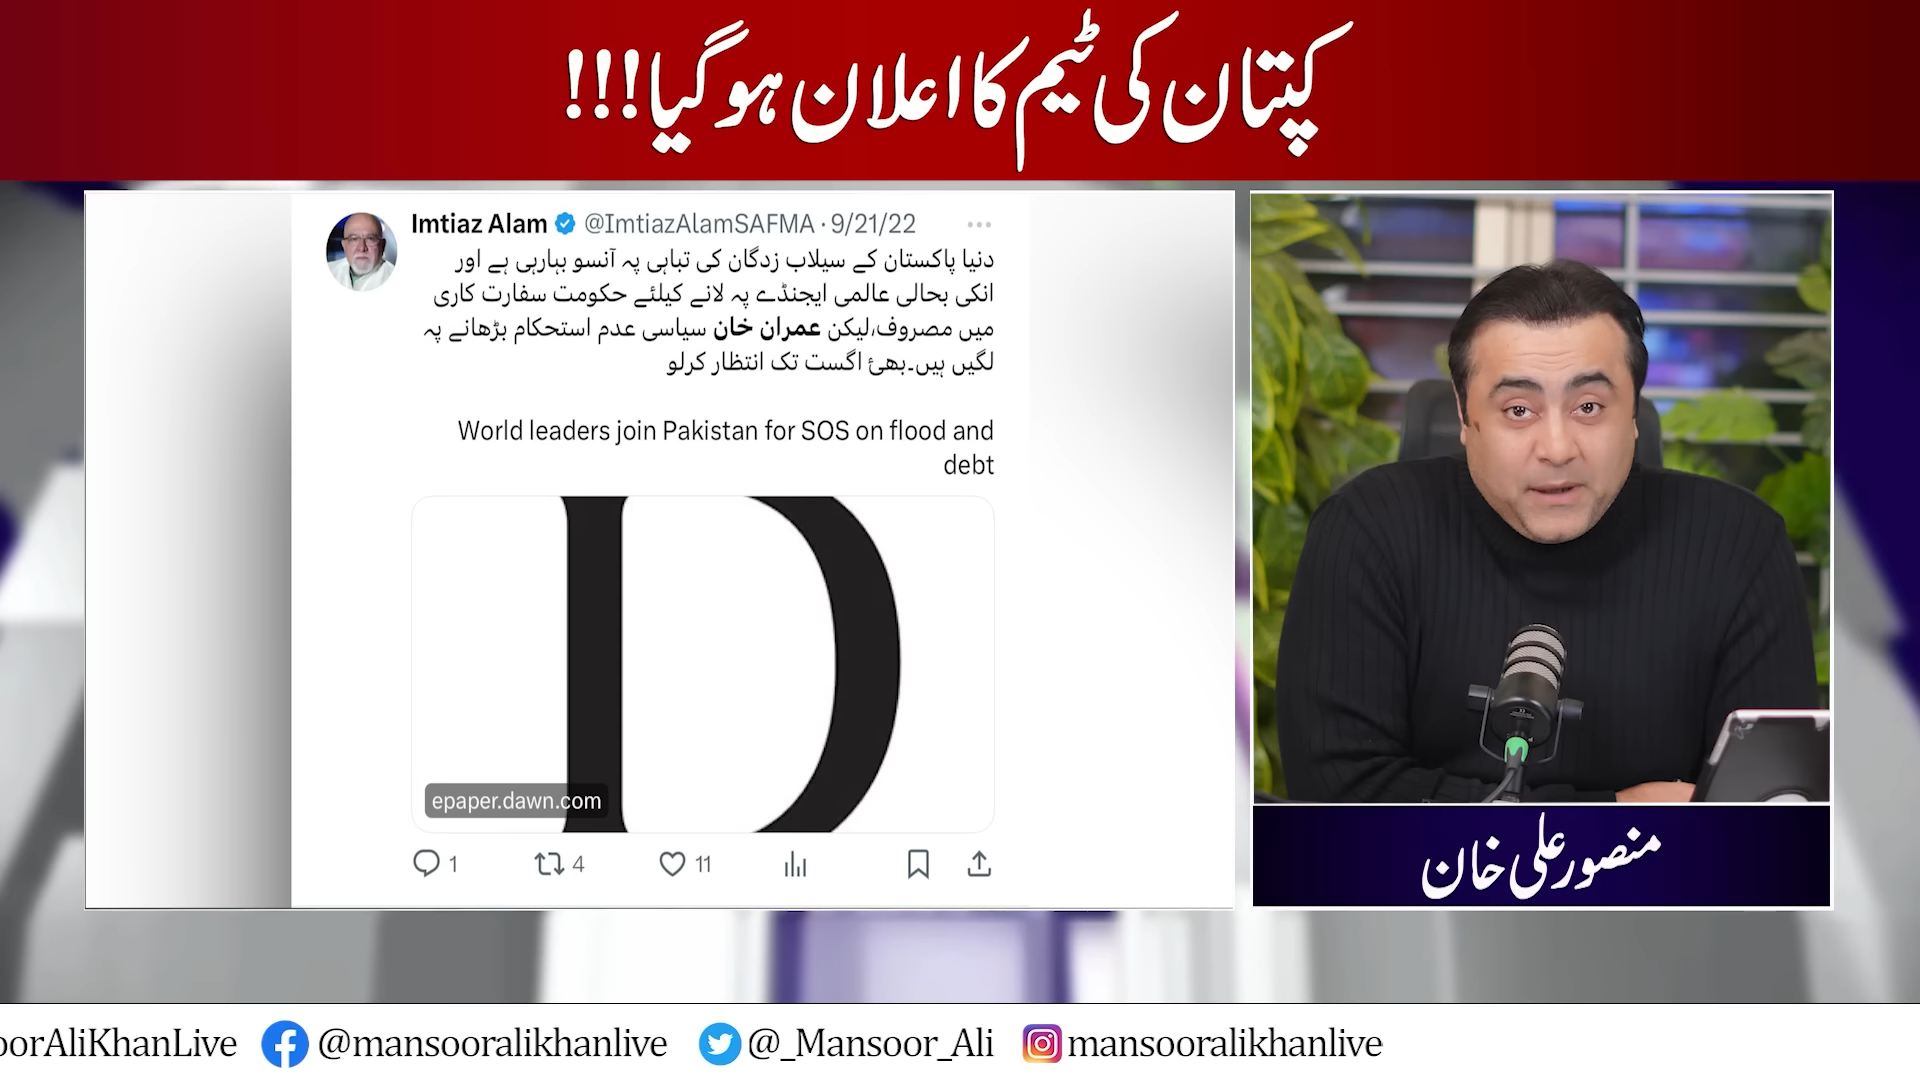 کپتان کی ٹیم کا اعلان ہو گیا!!!
Imtiaz Alam @ImtiazAlamSAFMA · 9/21/22
دنیا پاکستان کے سیلاب زدگان کی تباہی پہ آنسو بہارہی ہے اور
انکی بحالی عالمی ایجنڈے پہ لانے کیلئے حکومت سفارت کاری
میں مصروف،لیکن عمران خان سیاسی عدم استحکام بڑھانے پہ
لگیں ہیں۔بھئ اگست تک انتظار کرلو
World leaders join Pakistan for SOS on flood and
debt
D
epaper.dawn.com
1 4 11
منصور علی خان
oorAliKhanLive @mansooralikhanlive @_Mansoor_Ali mansooralikhanlive